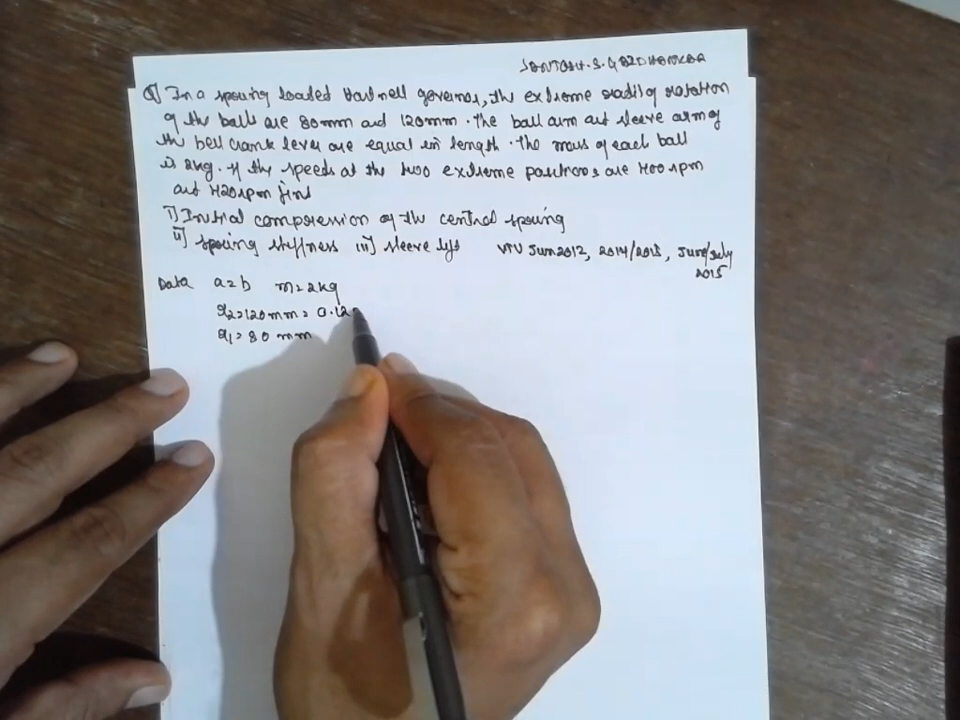 SANTOSH.S.GAIDHANKAR
Q) In a spring loaded Hartnell governor, the extreme radii of rotation
of the balls are 80mm and 120mm. The ball arm and sleeve arm of
the bell crank lever are equal in length. The mass of each ball
is 2kg. If the speeds at the two extreme positions are 400 rpm
and 420 rpm find
i) Initial compression of the central spring
ii] Spring stiffness iii] sleeve lift VTU Jun2012, 2014/2015, June/July
2015
Data a=b m=2kg
r2=120mm= 0.12
r1=80 mm